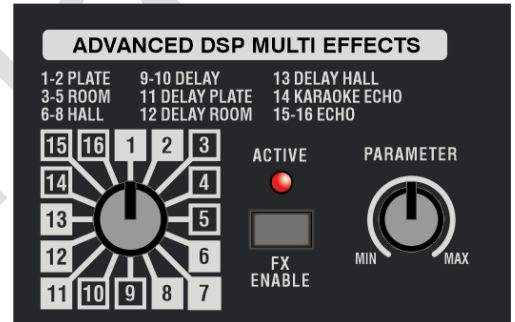 ADVANCED DSP MULTI EFFECTS
1-2 PLATE 9-10 DELAY 13 DELAY HALL
3-5 ROOM 11 DELAY PLATE 14 KARAOKE ECHO
6-8 HALL 12 DELAY ROOM 15-16 ECHO
15 16 1 2 3
ACTIVE PARAMETER
14 4
13 5
12 6
MIN MAX
FX
ENABLE
11 10 9 8 7